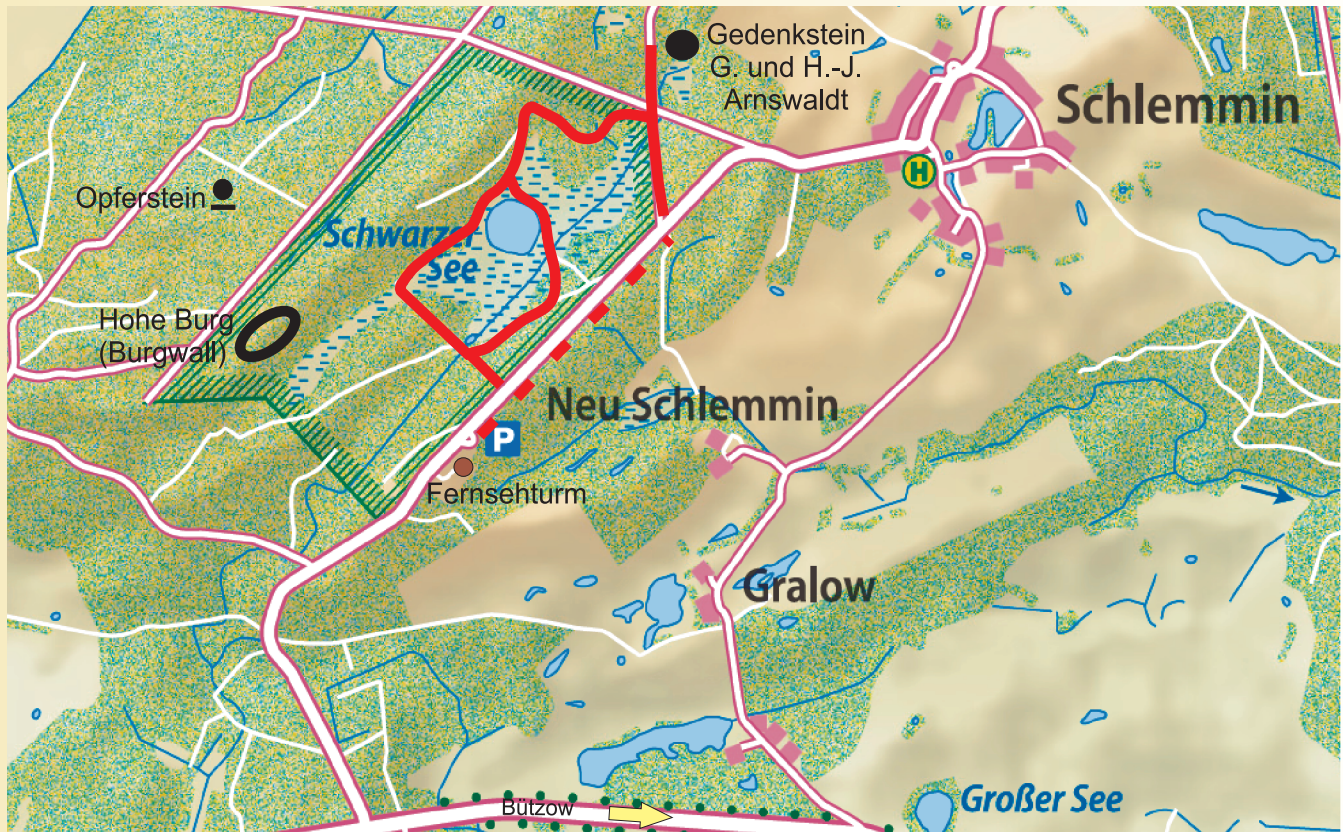 Gedenkstein
G. und H.-J.
Arnswaldt
Schlemmin
H
Opferstein
Schwarzer
See
Hohe Burg
(Burgwall)
Neu Schlemmin
P
Fernsehturm
Gralow
Großer See
Bützow